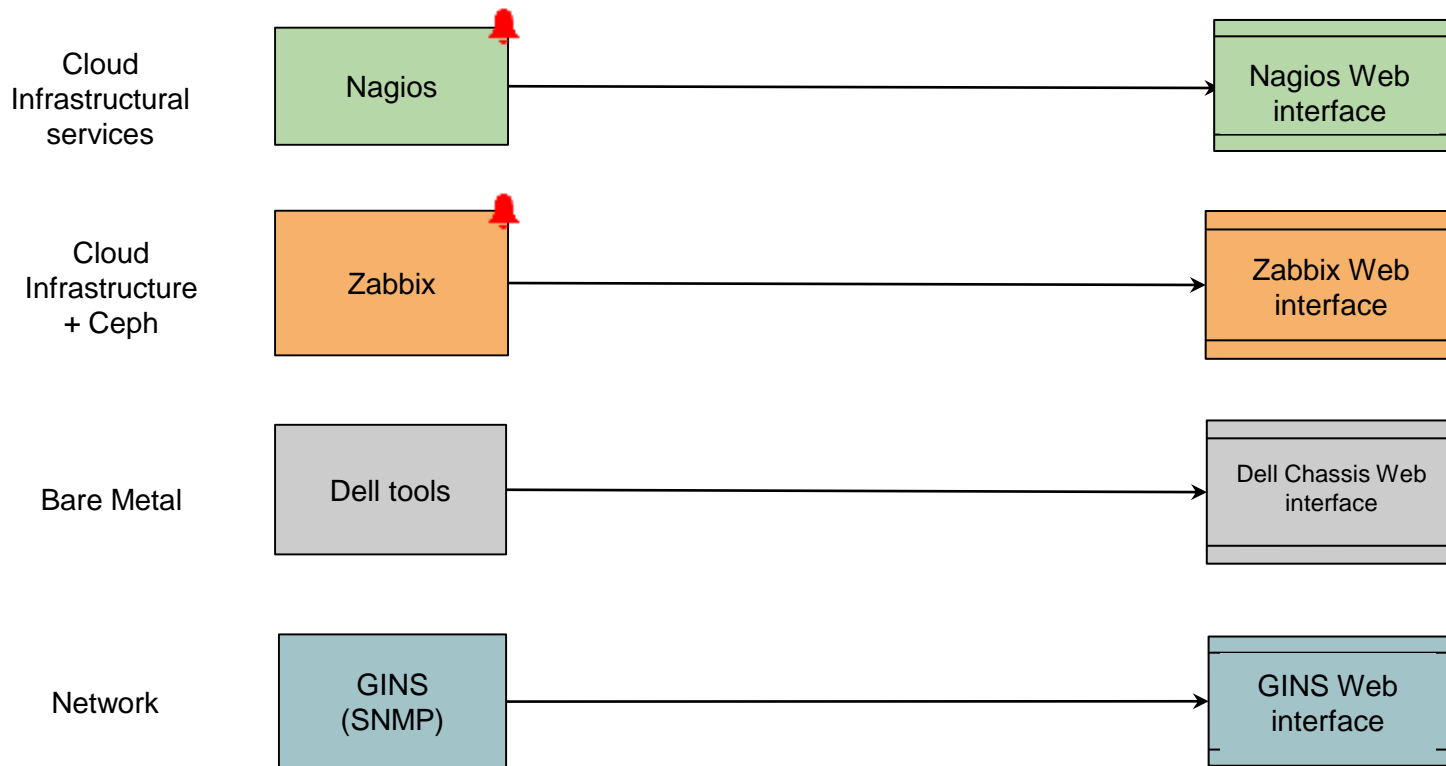 Cloud
Infrastructural
services
Nagios
Nagios Web
interface
Cloud
Infrastructure
+ Ceph
Zabbix
Zabbix Web
interface
Bare Metal
Dell tools
Dell Chassis Web
interface
Network
GINS
(SNMP)
GINS Web
interface